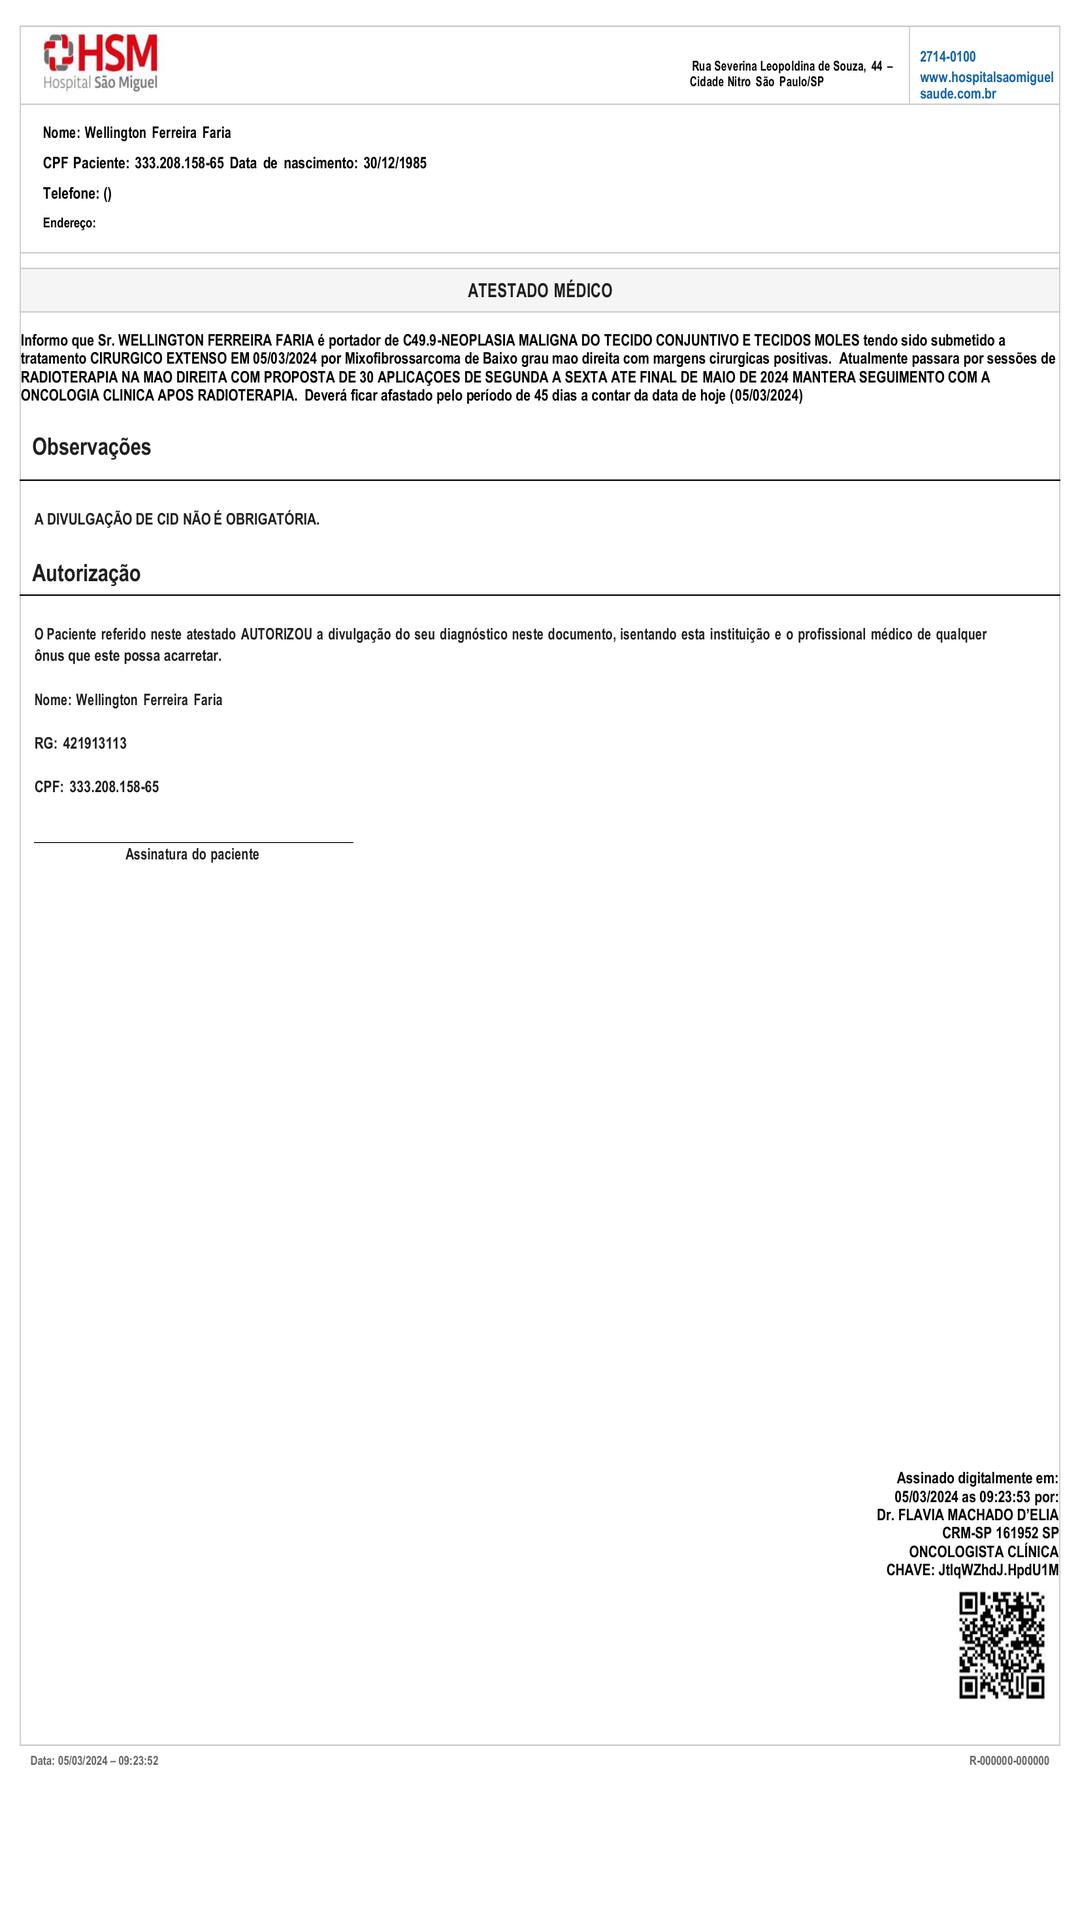 HSM
Hospital São Miguel
Rua Severina Leopoldina de Souza, 44 –
Cidade Nitro São Paulo/SP
2714-0100
www.hospitalsaomiguel
saude.com.br
Nome: Wellington Ferreira Faria
CPF Paciente: 333.208.158-65 Data de nascimento: 30/12/1985
Telefone: ()
Endereço:
ATESTADO MÉDICO
Informo que Sr. WELLINGTON FERREIRA FARIA é portador de C49.9-NEOPLASIA MALIGNA DO TECIDO CONJUNTIVO E TECIDOS MOLES tendo sido submetido a
tratamento CIRURGICO EXTENSO EM 05/03/2024 por Mixofibrossarcoma de Baixo grau mao direita com margens cirurgicas positivas. Atualmente passara por sessões de
RADIOTERAPIA NA MAO DIREITA COM PROPOSTA DE 30 APLICAÇOES DE SEGUNDA A SEXTA ATE FINAL DE MAIO DE 2024 MANTERA SEGUIMENTO COM A
ONCOLOGIA CLINICA APOS RADIOTERAPIA. Deverá ficar afastado pelo período de 45 dias a contar da data de hoje (05/03/2024)
Observações
A DIVULGAÇÃO DE CID NÃO É OBRIGATÓRIA.
Autorização
O Paciente referido neste atestado AUTORIZOU a divulgação do seu diagnóstico neste documento, isentando esta instituição e o profissional médico de qualquer
ônus que este possa acarretar.
Nome: Wellington Ferreira Faria
RG: 421913113
CPF: 333.208.158-65
Assinatura do paciente
Assinado digitalmente em:
05/03/2024 as 09:23:53 por:
Dr. FLAVIA MACHADO D'ELIA
CRM-SP 161952 SP
ONCOLOGISTA CLÍNICA
CHAVE: JtlqWZhdJ.HpdU1M
Data: 05/03/2024 – 09:23:52
R-000000-000000